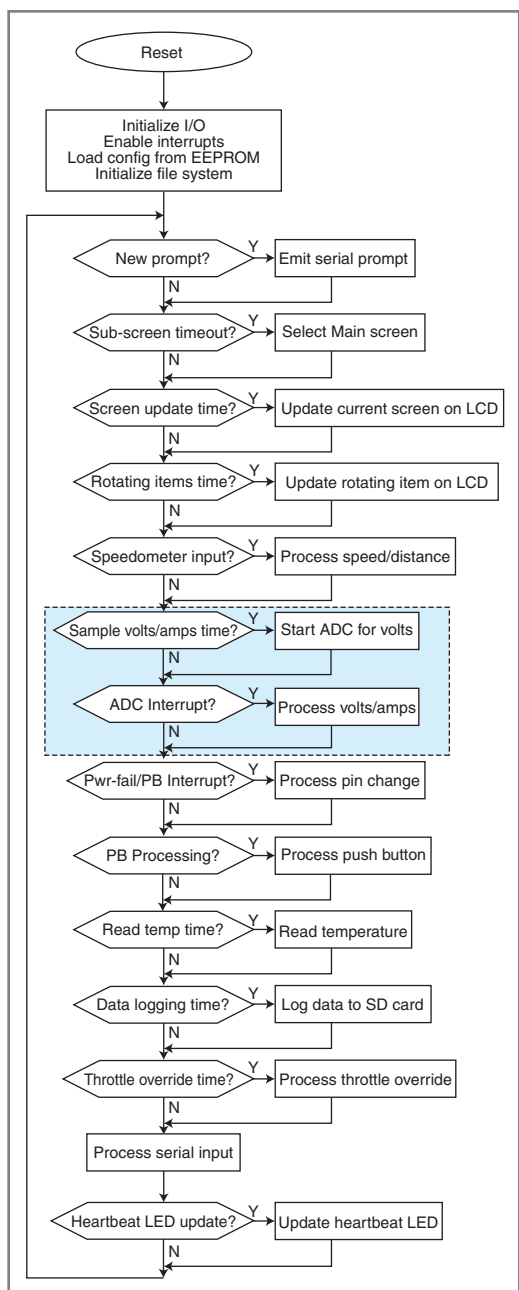 Reset
Initialize I/O
Enable interrupts
Load config from EEPROM
Initialize file system
New prompt?
Y
Emit serial prompt
N
Sub-screen timeout?
Y
Select Main screen
N
Screen update time?
Y
Update current screen on LCD
N
Rotating items time?
Y
Update rotating item on LCD
N
Speedometer input?
Y
Process speed/distance
N
Sample volts/amps time?
Y
Start ADC for volts
N
ADC Interrupt?
Y
Process volts/amps
N
Pwr-fail/PB Interrupt?
Y
Process pin change
N
PB Processing?
Y
Process push button
N
Read temp time?
Y
Read temperature
N
Data logging time?
Y
Log data to SD card
N
Throttle override time?
Y
Process throttle override
N
Process serial input
Heartbeat LED update?
Y
Update heartbeat LED
N